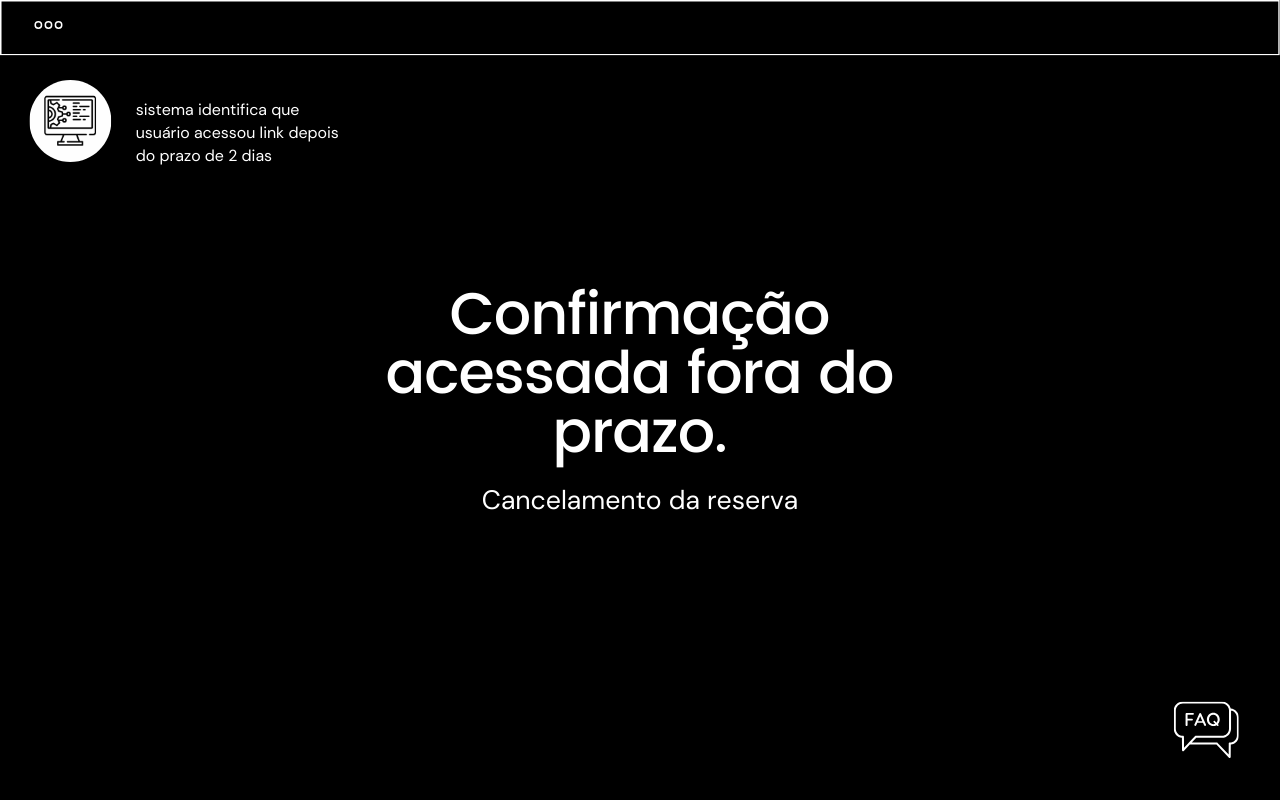 sistema identifica que
usuário acessou link depois
do prazo de 2 dias
Confirmação
acessada fora do
prazo.
Cancelamento da reserva
FAQ